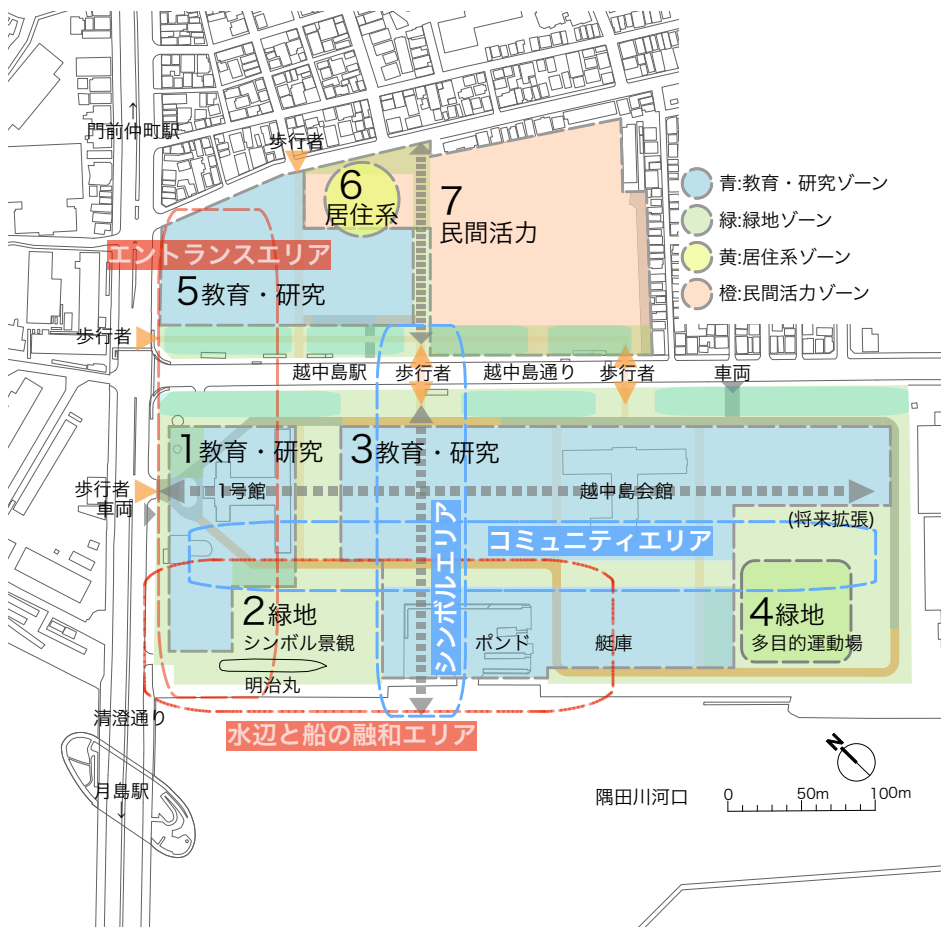 門前仲町駅
↑
歩行者
6
居住系
7
民間活力
青:教育・研究ゾーン
緑:緑地ゾーン
黄:居住系ゾーン
橙:民間活力ゾーン
エントランスエリア
5教育・研究
歩行者
越中島駅
歩行者
越中島通り
歩行者
車両
1教育・研究
3教育・研究
歩行者
車両
1号館
越中島会館
(将来拡張)
コミュニティエリア
シンボルエリア
2緑地
シンボル景観
明治丸
ポンド
艇庫
4緑地
多目的運動場
清澄通り
水辺と船の融和エリア
月島駅
↓
N
隅田川河口
0 50m 100m